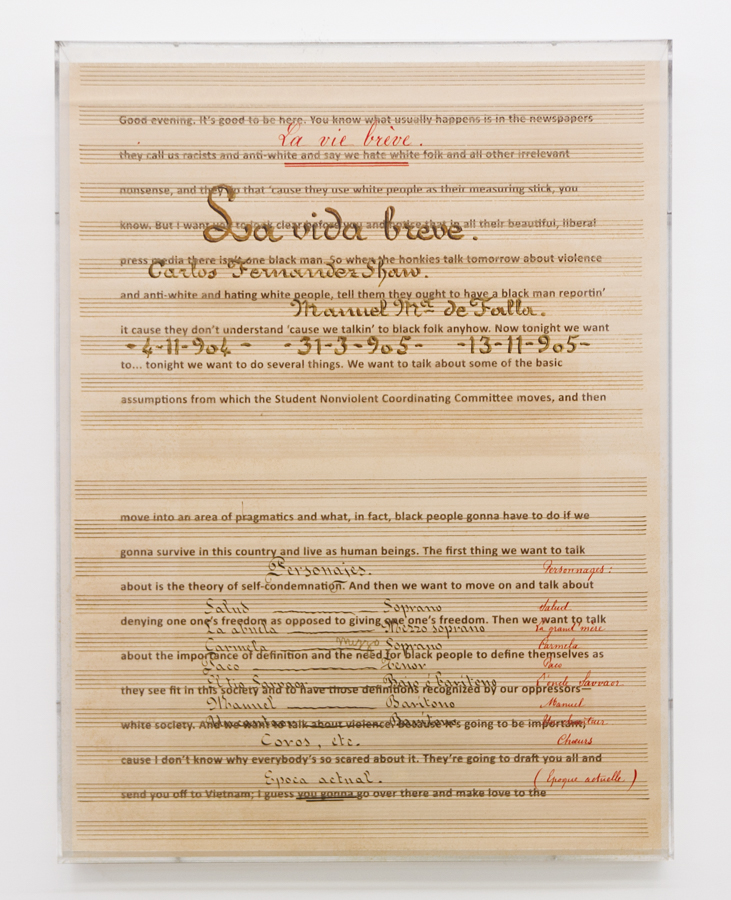 Good evening. It's good to be here. You know what usually happens is in the newspapers
La vie brève.
they call us racists and anti-white and say we hate white folk and all other irrelevant
nonsense, and they do that 'cause they use white people as their measuring stick, you
La vida breve.
know. But I want you to look clear before you and notice that in all their beautiful, liberal
press media there isn't one black man. So when the honkies talk tomorrow about violence
Carlos Fernandez Shaw.
and anti-white and hating white people, tell them they ought to have a black man reportin'
Manuel Mª de Falla.
it cause they don't understand 'cause we talkin' to black folk anyhow. Now tonight we want
-4-11-904- -31-3-905- -13-11-905-
to... tonight we want to do several things. We want to talk about some of the basic
assumptions from which the Student Nonviolent Coordinating Committee moves, and then
move into an area of pragmatics and what, in fact, black people gonna have to do if we
gonna survive in this country and live as human beings. The first thing we want to talk
Personajes. Personnages:
about is the theory of self-condemnation. And then we want to move on and talk about
Salud Soprano Salud
denying one one's freedom as opposed to giving one one's freedom. Then we want to talk
La abuela Mezzo soprano La grand'mère
Carmela mezzo Soprano Carmela
about the importance of definition and the need for black people to define themselves as
Paco Tenor Paco
El tio Sarvaor Bajo ó baritono L'oncle Sarvaor
they see fit in this society and to have those definitions recognized by our oppressors—
Manuel Baritono Manuel
white society. And we want to talk about violence, because it's going to be important,
Baritono
Coros, etc. Chœurs
cause I don't know why everybody's so scared about it. They're going to draft you all and
Epoca actual. (Epoque actuelle)
send you off to Vietnam; I guess you gonna go over there and make love to the